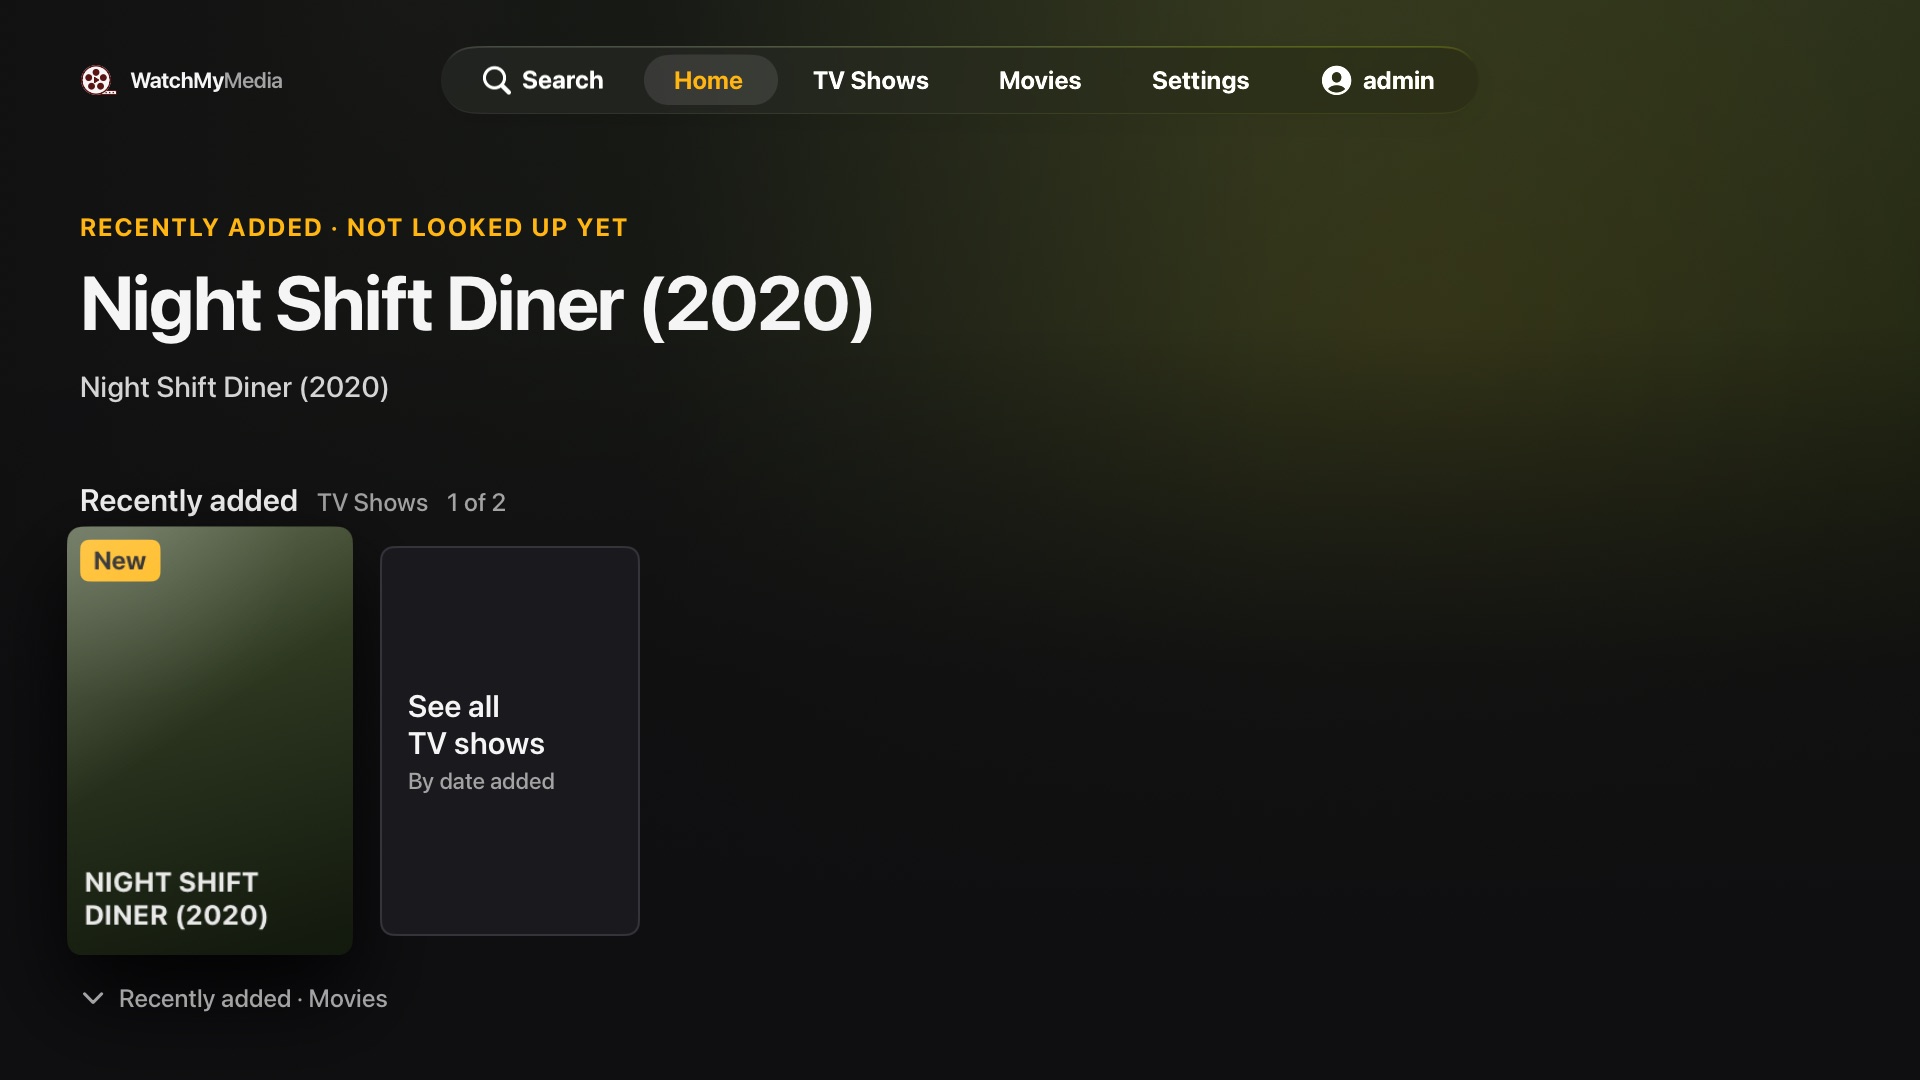 WatchMyMedia
Search
Home
TV Shows
Movies
Settings
admin
RECENTLY ADDED · NOT LOOKED UP YET
Night Shift Diner (2020)
Night Shift Diner (2020)
Recently added TV Shows 1 of 2
New
NIGHT SHIFT
DINER (2020)
See all
TV shows
By date added
Recently added · Movies